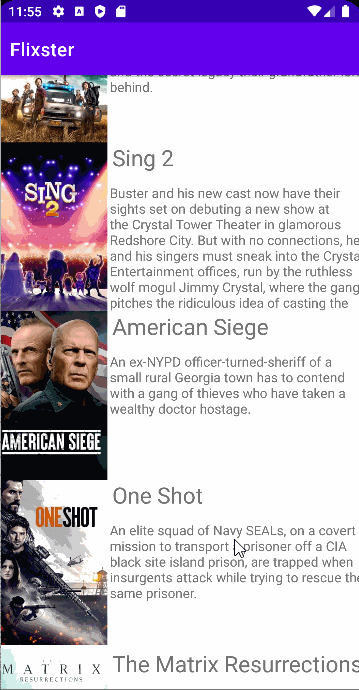 11:55
Flixster
behind.
Sing 2
Buster and his new cast now have their
sights set on debuting a new show at
the Crystal Tower Theater in glamorous
Redshore City. But with no connections, he
and his singers must sneak into the Crysta
Entertainment offices, run by the ruthless
wolf mogul Jimmy Crystal, where the gang
pitches the ridiculous idea of casting the
SING
2
American Siege
An ex-NYPD officer-turned-sheriff of a
small rural Georgia town has to contend
with a gang of thieves who have taken a
wealthy doctor hostage.
AMERICAN SIEGE
One Shot
ONE SHOT
An elite squad of Navy SEALs, on a covert
mission to transport prisoner off a CIA
black site island prison, are trapped when
insurgents attack while trying to rescue the
same prisoner.
The Matrix Resurrections
MATRIX
RESURRECTIONS